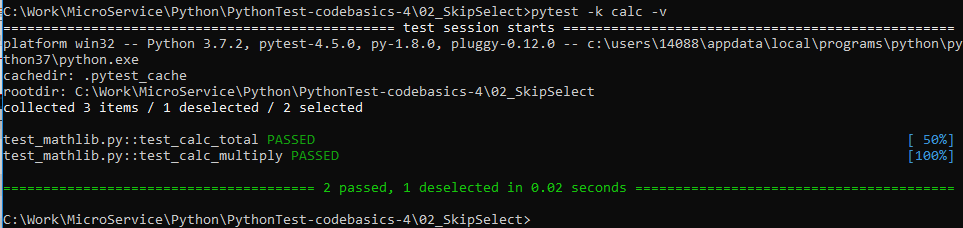 C:\Work\MicroService\Python\PythonTest-codebasics-4\02_SkipSelect>pytest -k calc -v
================================================= test session starts =================================================
platform win32 -- Python 3.7.2, pytest-4.5.0, py-1.8.0, pluggy-0.12.0 -- c:\users\14088\appdata\local\programs\python\py
thon37\python.exe
cachedir: .pytest_cache
rootdir: C:\Work\MicroService\Python\PythonTest-codebasics-4\02_SkipSelect
collected 3 items / 1 deselected / 2 selected
test_mathlib.py::test_calc_total PASSED [ 50%]
test_mathlib.py::test_calc_multiply PASSED [100%]
======================================= 2 passed, 1 deselected in 0.02 seconds ========================================
C:\Work\MicroService\Python\PythonTest-codebasics-4\02_SkipSelect>